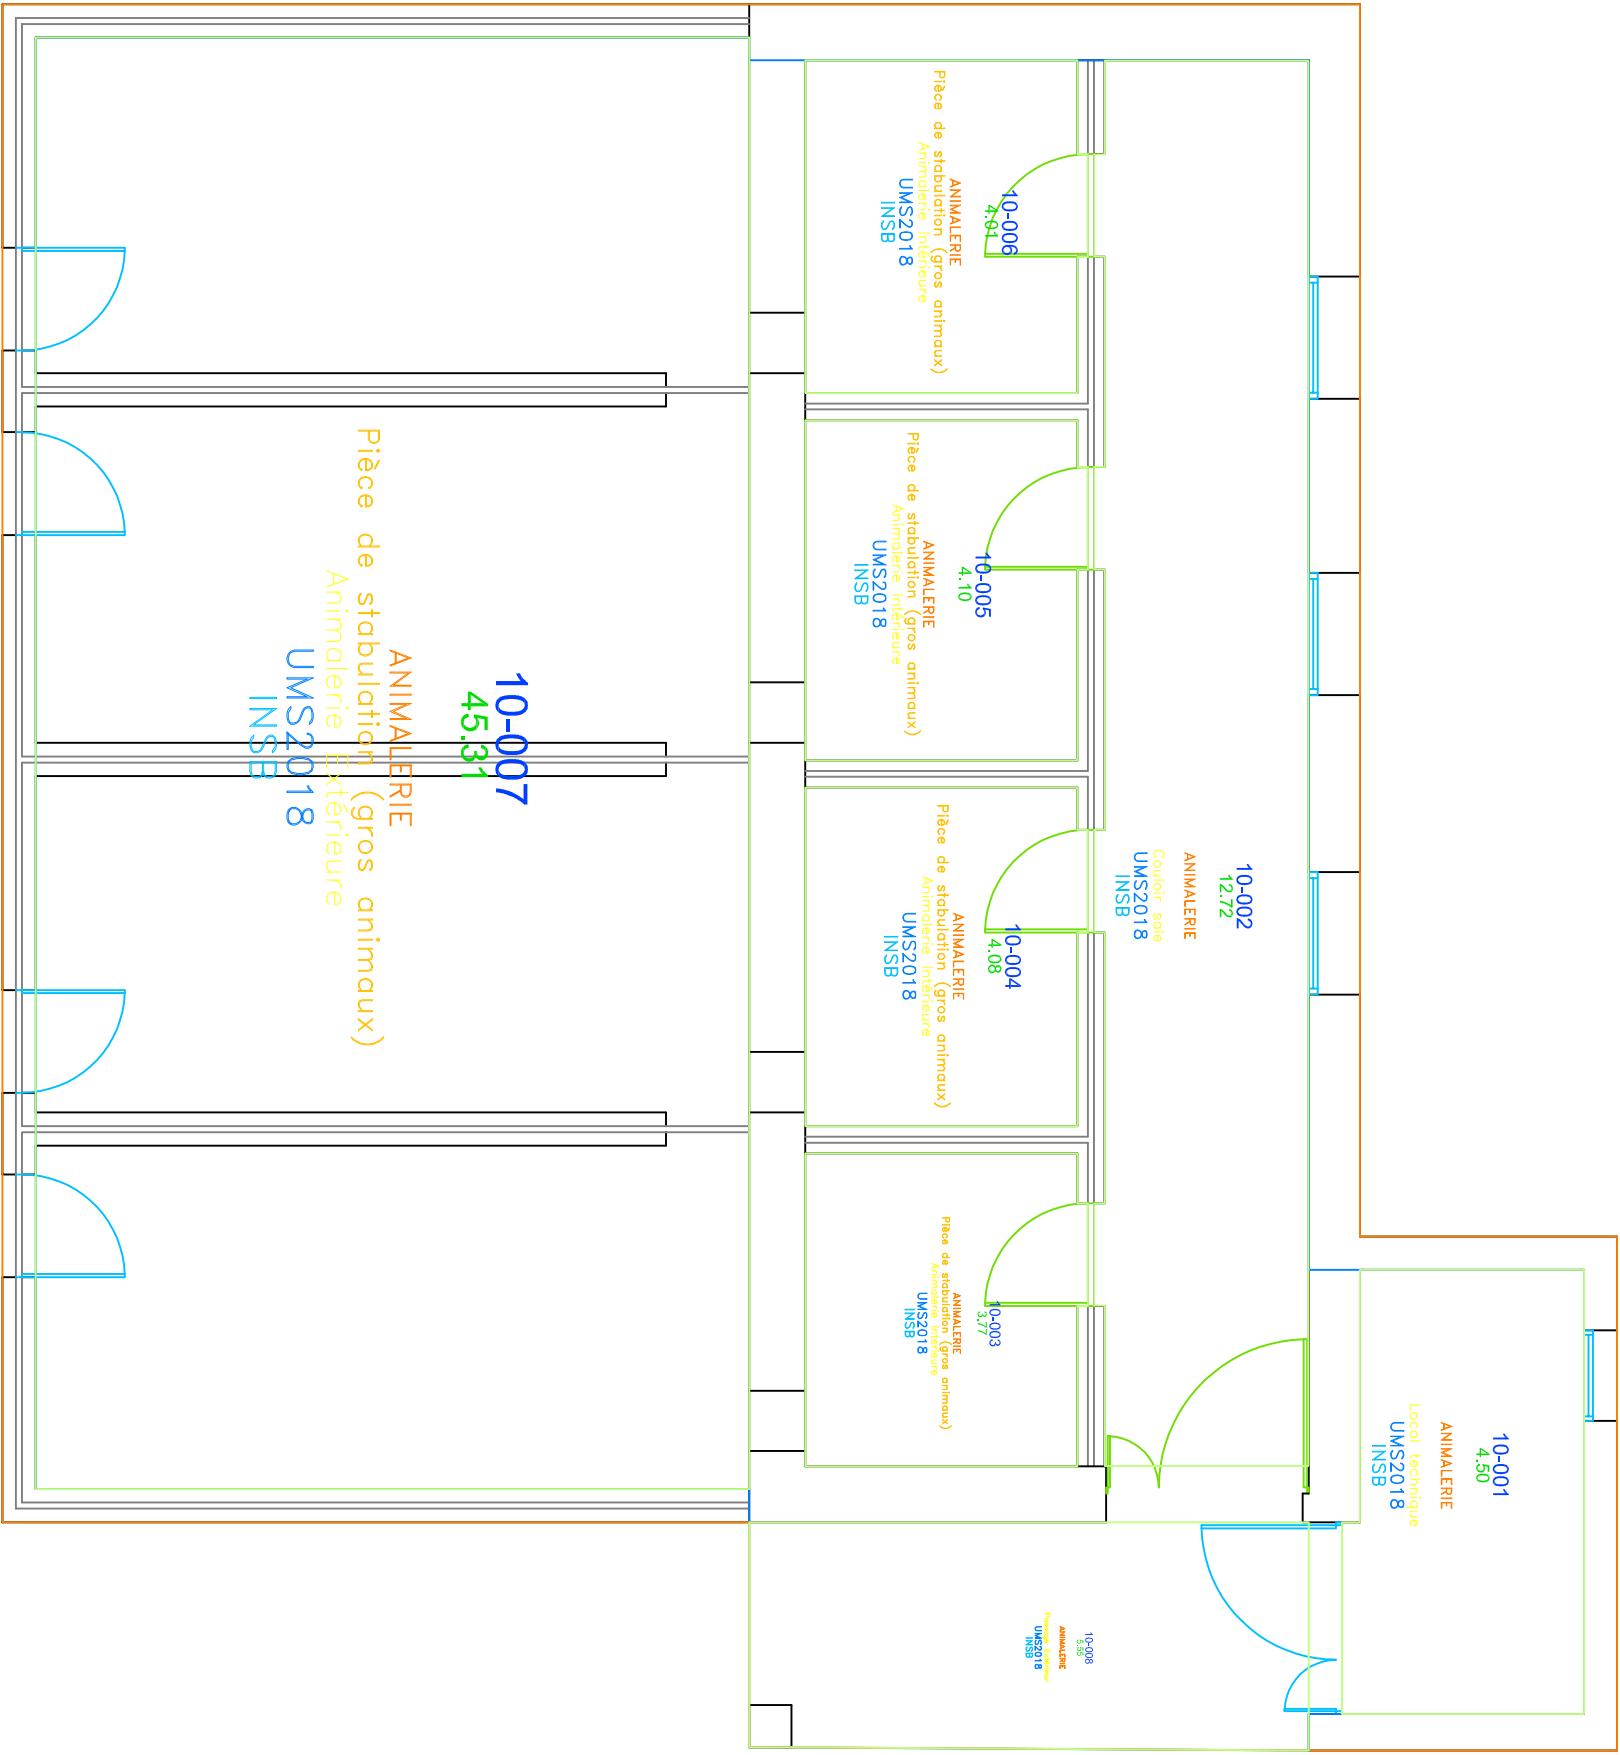 10-006
4.01
ANIMALERIE
Pièce de stabulation (gros animaux)
Animalerie Intérieure
UMS2018
INSB
10-005
4.10
ANIMALERIE
Pièce de stabulation (gros animaux)
Animalerie Intérieure
UMS2018
INSB
10-007
45.31
ANIMALERIE
Pièce de stabulation (gros animaux)
Animalerie Extérieure
UMS2018
INSB
10-004
4.08
ANIMALERIE
Pièce de stabulation (gros animaux)
Animalerie Intérieure
UMS2018
INSB
10-002
12.72
ANIMALERIE
Couloir sale
UMS2018
INSB
10-003
3.77
ANIMALERIE
Pièce de stabulation (gros animaux)
Animalerie Intérieure
UMS2018
INSB
10-001
4.50
ANIMALERIE
Local technique
UMS2018
INSB
10-008
ANIMALERIE
Passage Extérieur
UMS2018
INSB